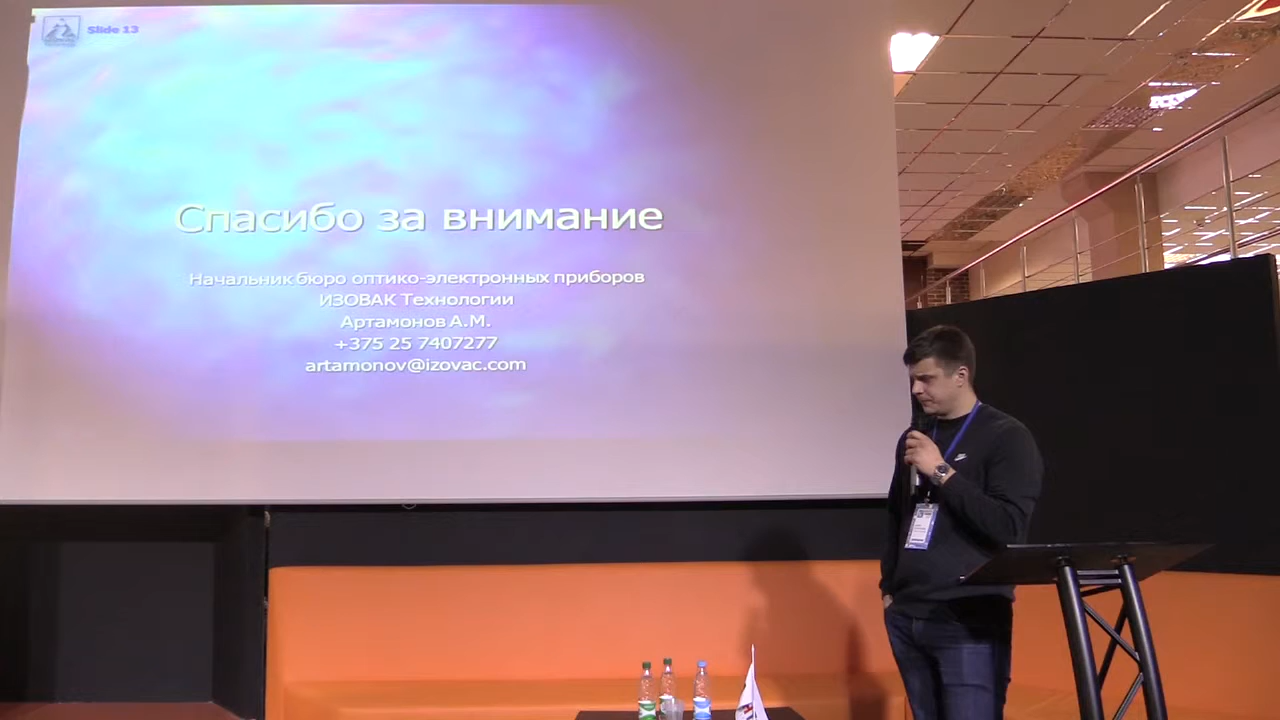 Slide 13
Спасибо за внимание
Начальник бюро оптико-электронных приборов
ИЗОВАК Технологии
Артамонов А.М.
+375 25 7407277
artamonov@izovac.com